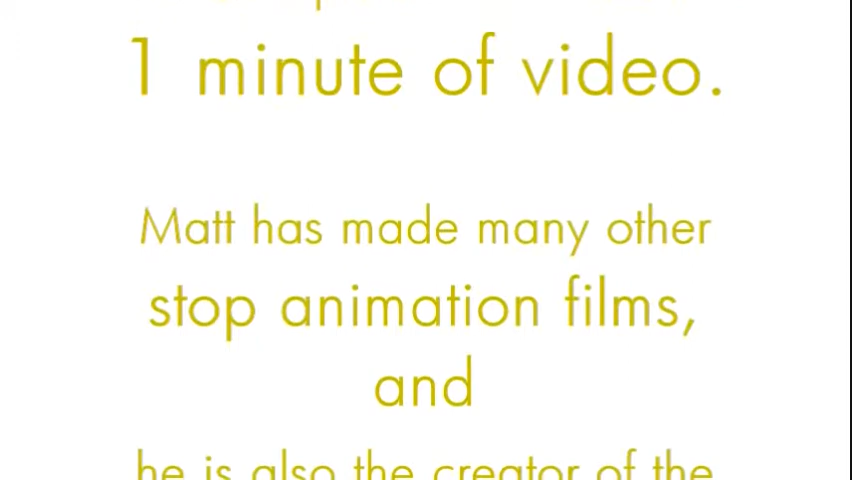 1 minute of video.
Matt has made many other
stop animation films,
and
he is also the creator of the